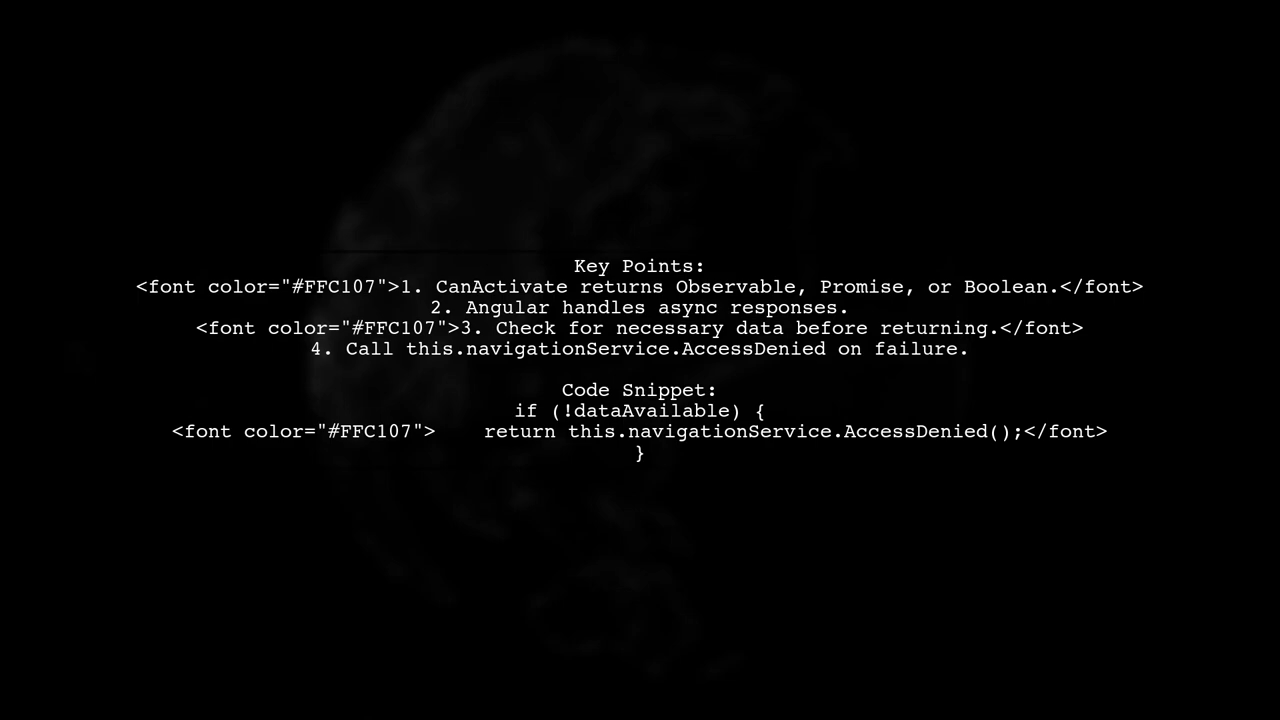 Key Points:
<font color="#FFC107">1. CanActivate returns Observable, Promise, or Boolean.</font>
2. Angular handles async responses.
<font color="#FFC107">3. Check for necessary data before returning.</font>
4. Call this.navigationService.AccessDenied on failure.

Code Snippet:
if (!dataAvailable) {
<font color="#FFC107">    return this.navigationService.AccessDenied();</font>
}